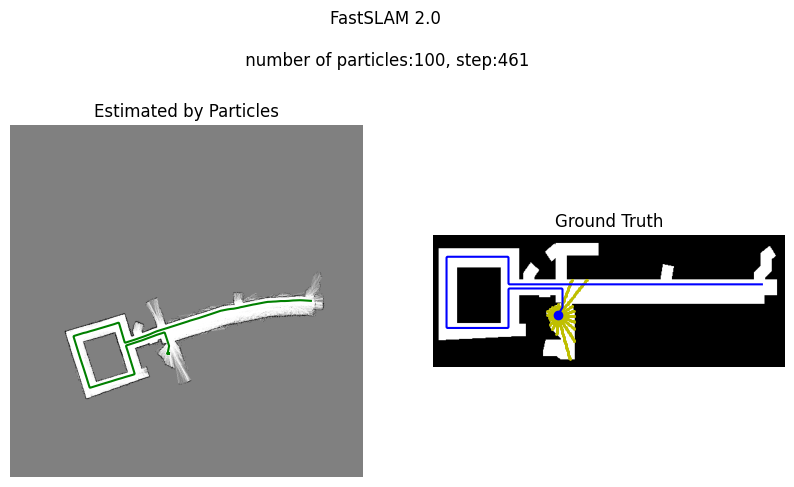 FastSLAM 2.0
number of particles:100, step:461
Estimated by Particles
Ground Truth